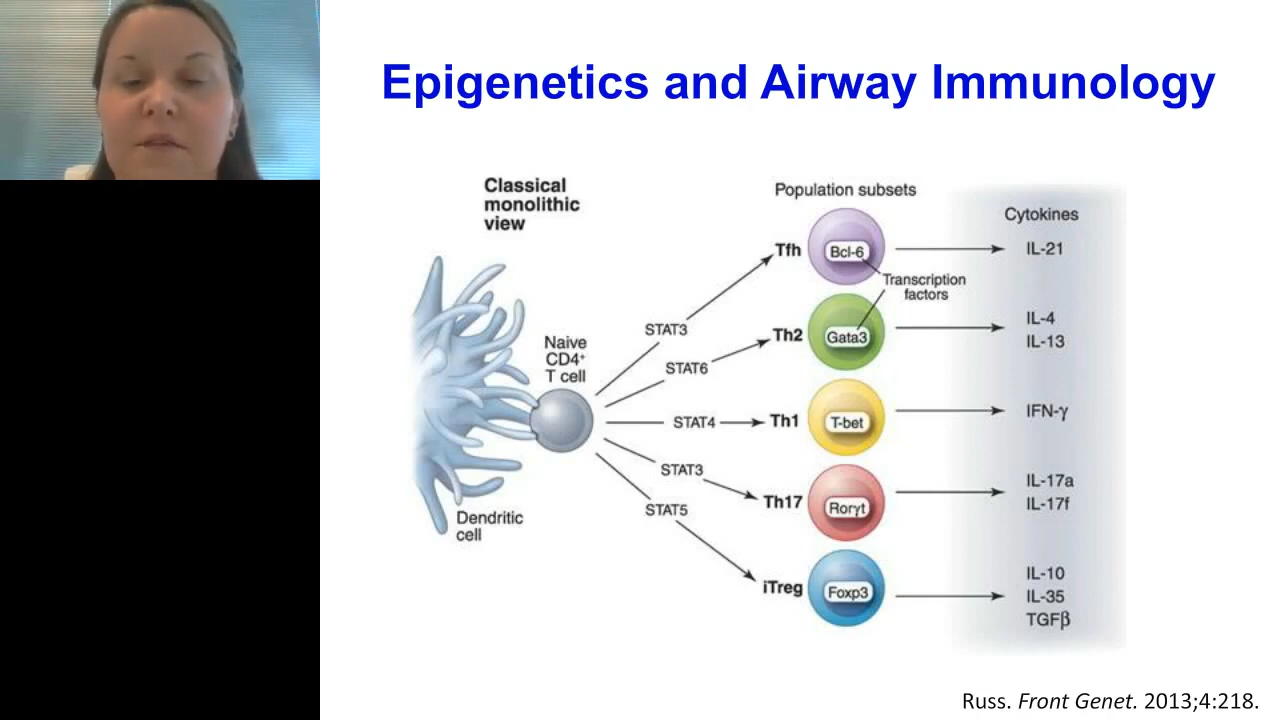 Epigenetics and Airway Immunology
Classical
monolithic
view
Population subsets
Cytokines
Tfh
Bcl-6
IL-21
Transcription
factors
STAT3
Th2
Gata3
IL-4
IL-13
Naive
CD4+
T cell
STAT6
STAT4
Th1
T-bet
IFN-γ
STAT3
Th17
Rorγt
IL-17a
IL-17f
STAT5
Dendritic
cell
iTreg
Foxp3
IL-10
IL-35
TGFβ
Russ. Front Genet. 2013;4:218.